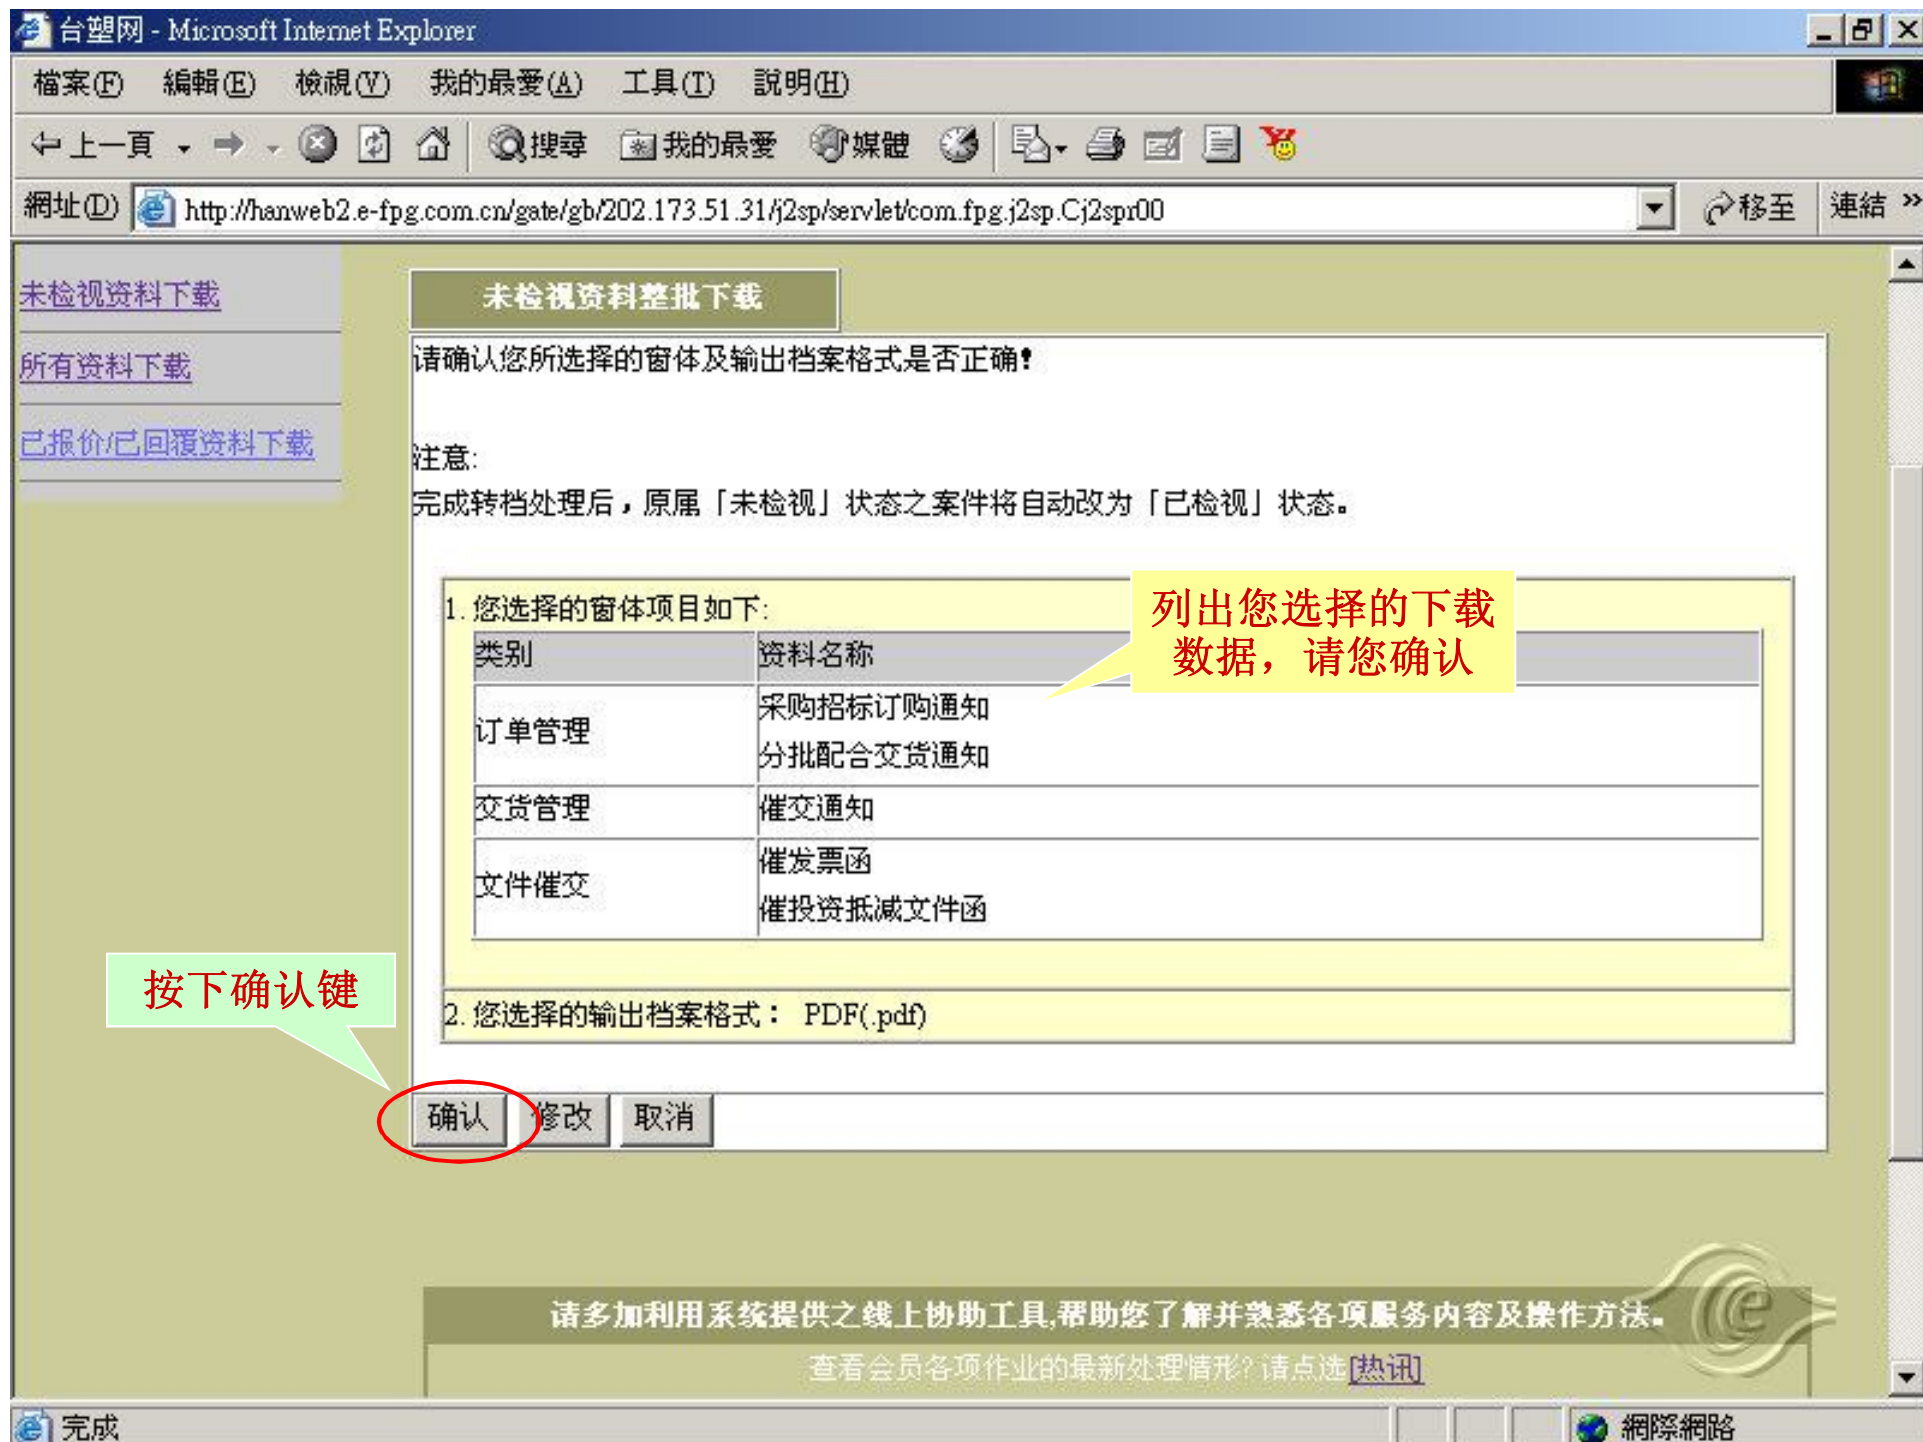 台塑网 - Microsoft Internet Explorer
檔案(F) 編輯(E) 檢視(V) 我的最愛(A) 工具(T) 說明(H)
上一頁 搜尋 我的最愛 媒體
網址(D) http://hanweb2.e-fpg.com.cn/gate/gb/202.173.51.31/j2sp/servlet/com.fpg.j2sp.Cj2spr00 移至 連結 »
未检视资料下载
所有资料下载
已报价/已回覆资料下载
未检视资料整批下载
请确认您所选择的窗体及输出档案格式是否正确!
注意:
完成转档处理后，原属「未检视」状态之案件将自动改为「已检视」状态。
1. 您选择的窗体项目如下:
列出您选择的下载
数据，请您确认
类别 资料名称
订单管理
采购招标订购通知
分批配合交货通知
交货管理 催交通知
文件催交
催发票函
催投资抵减文件函
按下确认键
2. 您选择的输出档案格式： PDF(.pdf)
确认 修改 取消
请多加利用系统提供之线上协助工具,帮助您了解并熟悉各项服务内容及操作方法。
查看会员各项作业的最新处理情形? 请点选[热讯]
完成 網際網路